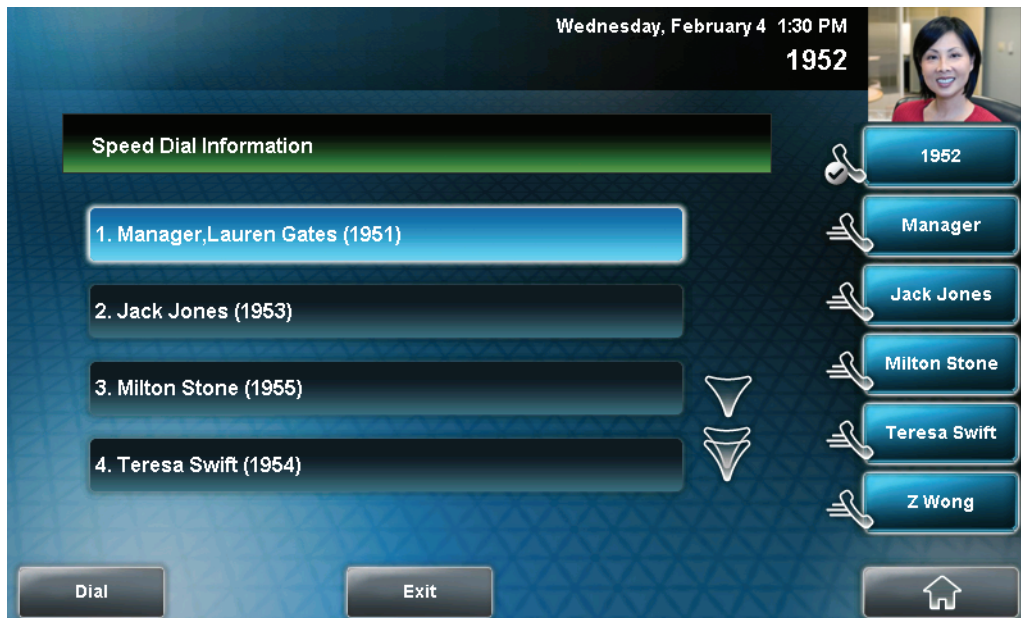 Wednesday, February 4 1:30 PM
1952
Speed Dial Information
1. Manager,Lauren Gates (1951)
2. Jack Jones (1953)
3. Milton Stone (1955)
4. Teresa Swift (1954)
1952
Manager
Jack Jones
Milton Stone
Teresa Swift
Z Wong
Dial
Exit